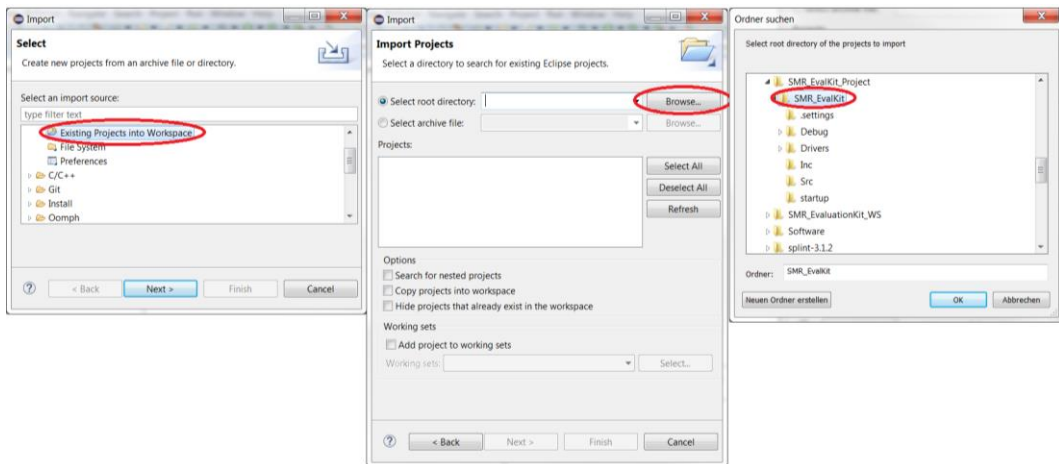 Import
Select
Create new projects from an archive file or directory.
Select an import source:
type filter text
Existing Projects into Workspace
File System
Preferences
C/C++
Git
Install
Oomph
? < Back Next > Finish Cancel
Import
Import Projects
Select a directory to search for existing Eclipse projects.
Select root directory: Browse...
Select archive file: Browse...
Projects:
Select All
Deselect All
Refresh
Options
Search for nested projects
Copy projects into workspace
Hide projects that already exist in the workspace
Working sets
Add project to working sets
Working sets: Select...
? < Back Next > Finish Cancel
Ordner suchen
Select root directory of the projects to import
SMR_EvalKit_Project
SMR_EvalKit
.settings
Debug
Drivers
Inc
Src
startup
SMR_EvaluationKit_WS
Software
splint-3.1.2
Ordner: SMR_EvalKit
Neuen Ordner erstellen OK Abbrechen